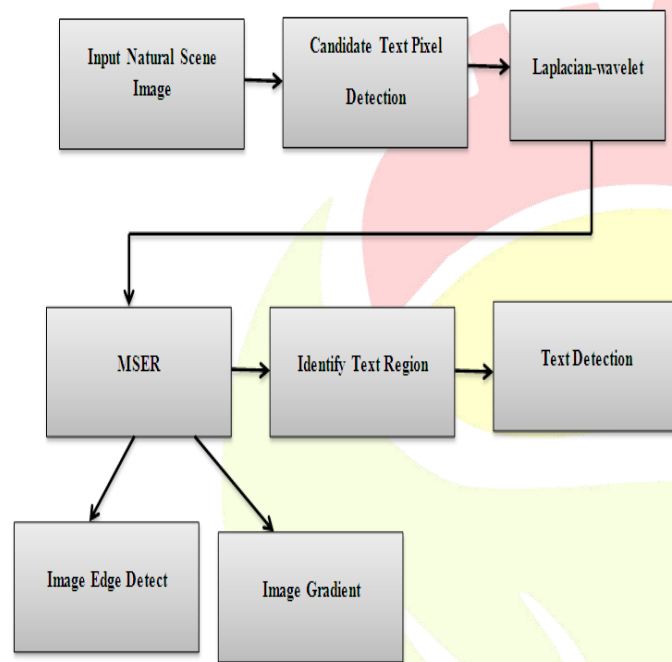 Input Natural Scene
Image
Candidate Text Pixel
Detection
Laplacian-wavelet
MSER
Identify Text Region
Text Detection
Image Edge Detect
Image Gradient